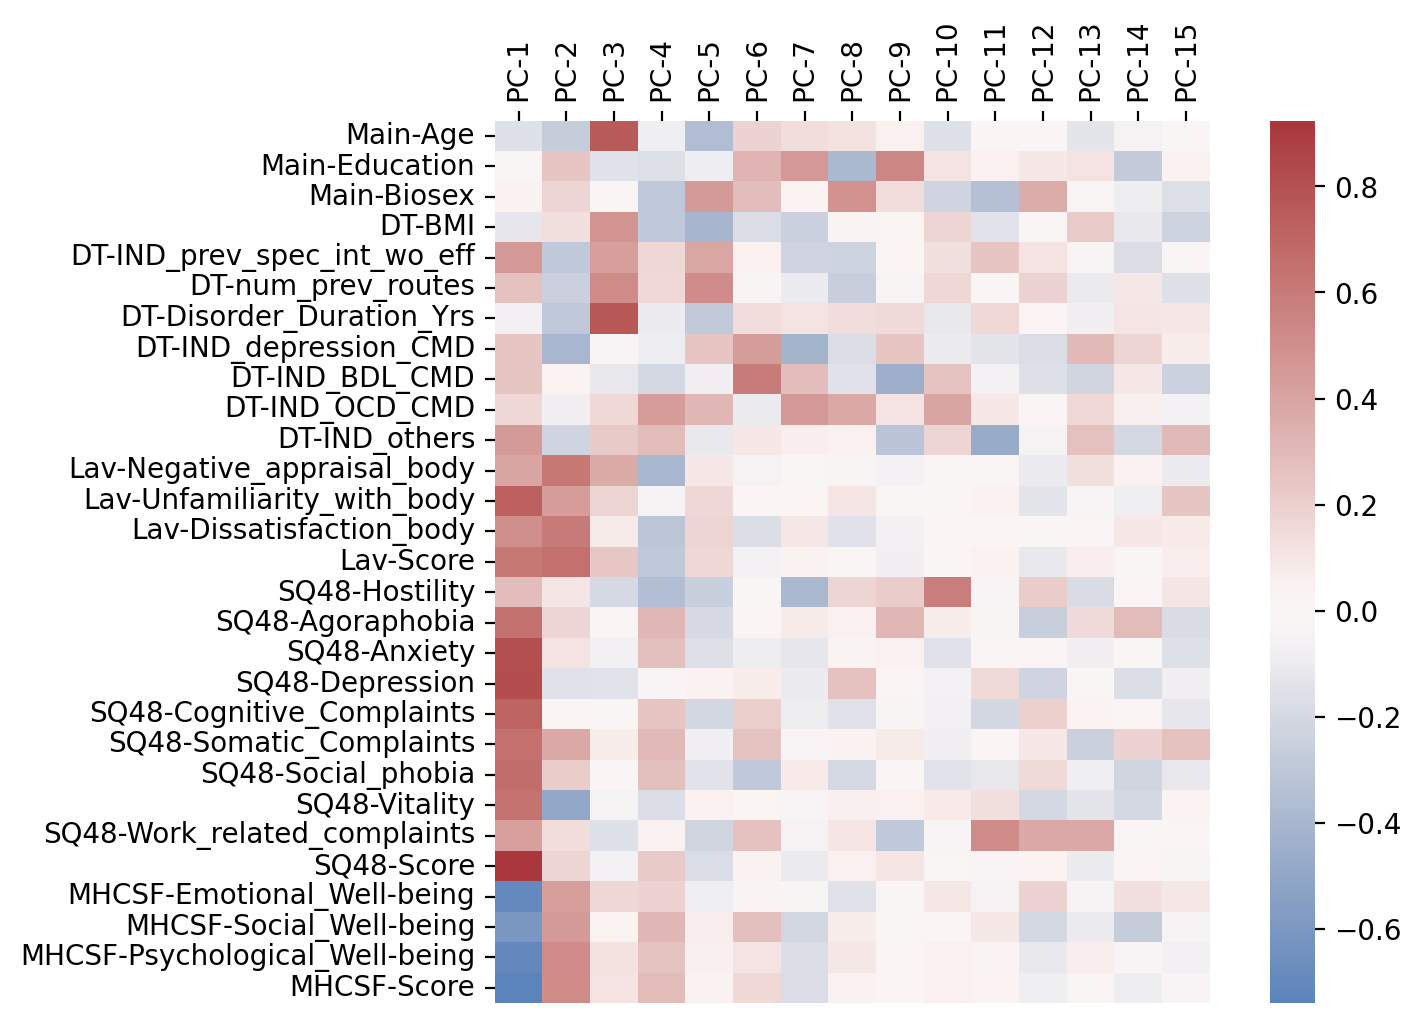 PC-1
PC-2
PC-3
PC-4
PC-5
PC-6
PC-7
PC-8
PC-9
PC-10
PC-11
PC-12
PC-13
PC-14
PC-15
Main-Age
Main-Education
Main-Biosex
DT-BMI
DT-IND_prev_spec_int_wo_eff
DT-num_prev_routes
DT-Disorder_Duration_Yrs
DT-IND_depression_CMD
DT-IND_BDL_CMD
DT-IND_OCD_CMD
DT-IND_others
Lav-Negative_appraisal_body
Lav-Unfamiliarity_with_body
Lav-Dissatisfaction_body
Lav-Score
SQ48-Hostility
SQ48-Agoraphobia
SQ48-Anxiety
SQ48-Depression
SQ48-Cognitive_Complaints
SQ48-Somatic_Complaints
SQ48-Social_phobia
SQ48-Vitality
SQ48-Work_related_complaints
SQ48-Score
MHCSF-Emotional_Well-being
MHCSF-Social_Well-being
MHCSF-Psychological_Well-being
MHCSF-Score
0.8
0.6
0.4
0.2
0.0
−0.2
−0.4
−0.6